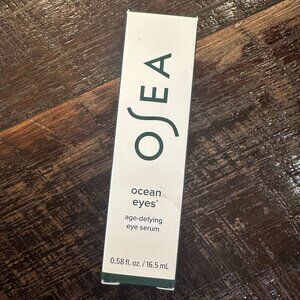 OSEA
ocean
eyes®
age-defying
eye serum
0.58 fl. oz. / 16.5 mL